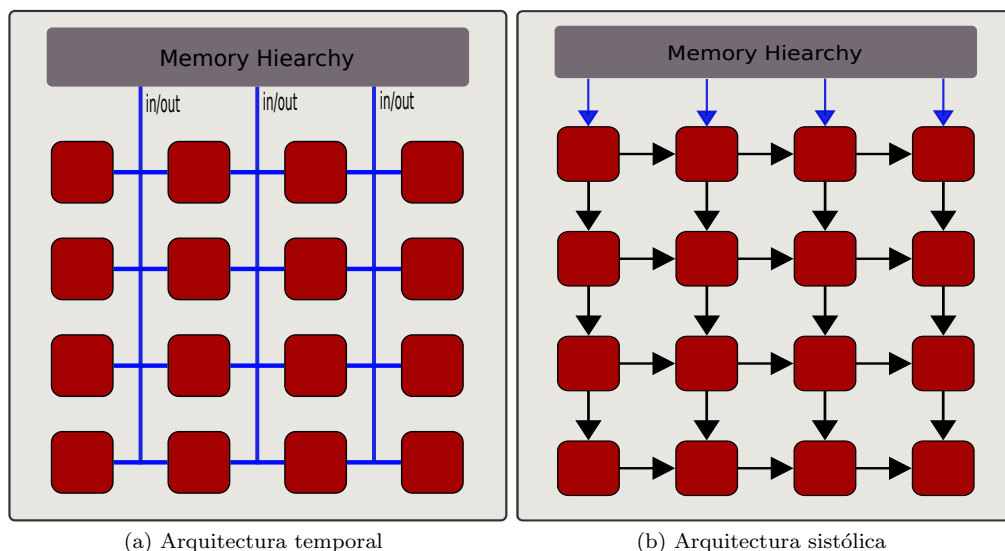 Memory Hiearchy
in/out
in/out
in/out
(a) Arquitectura temporal
Memory Hiearchy
(b) Arquitectura sistólica